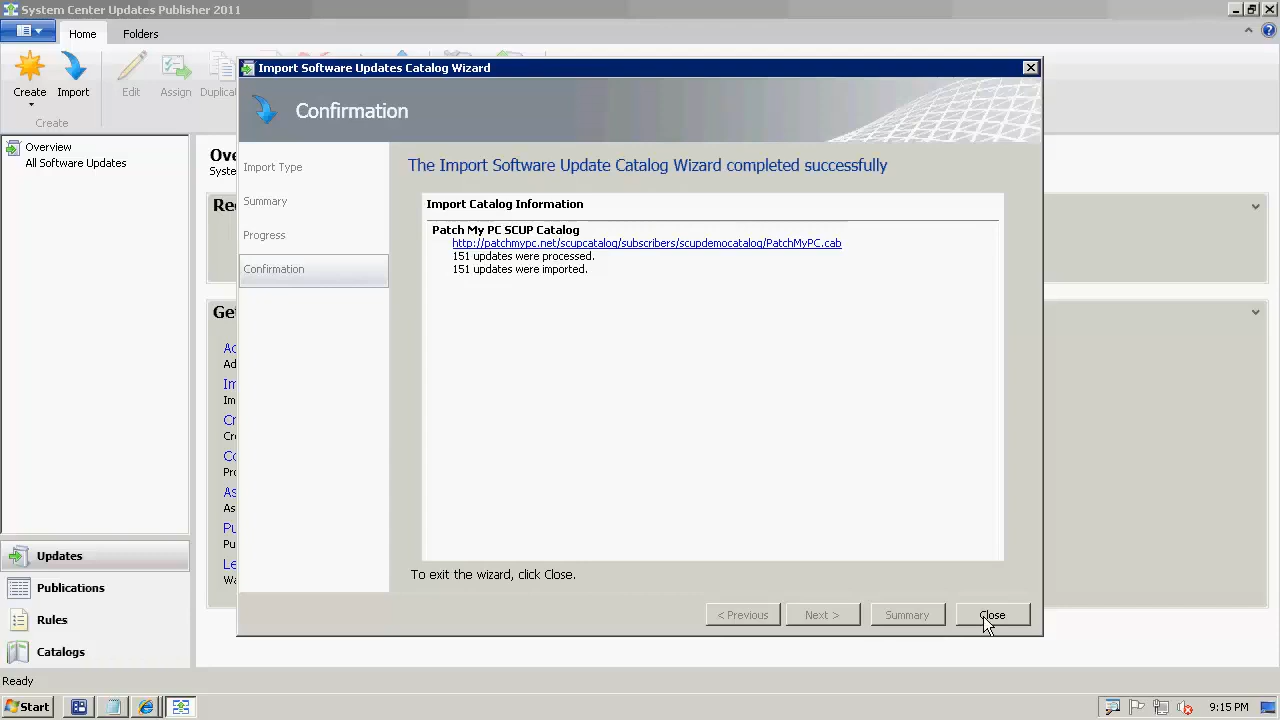 System Center Updates Publisher 2011
Home
Folders
Create
Import
Edit
Assign
Create
Import Software Updates Catalog Wizard
Confirmation
Overview
All Software Updates
Import Type
Summary
Progress
Confirmation
The Import Software Update Catalog Wizard completed successfully
Import Catalog Information
Patch My PC SCUP Catalog
http://patchmypc.net/scupcatalog/subscribers/scupdemocatalog/PatchMyPC.cab
151 updates were processed.
151 updates were imported.
To exit the wizard, click Close.
< Previous
Next >
Summary
Close
Updates
Publications
Rules
Catalogs
Ready
Start
9:15 PM